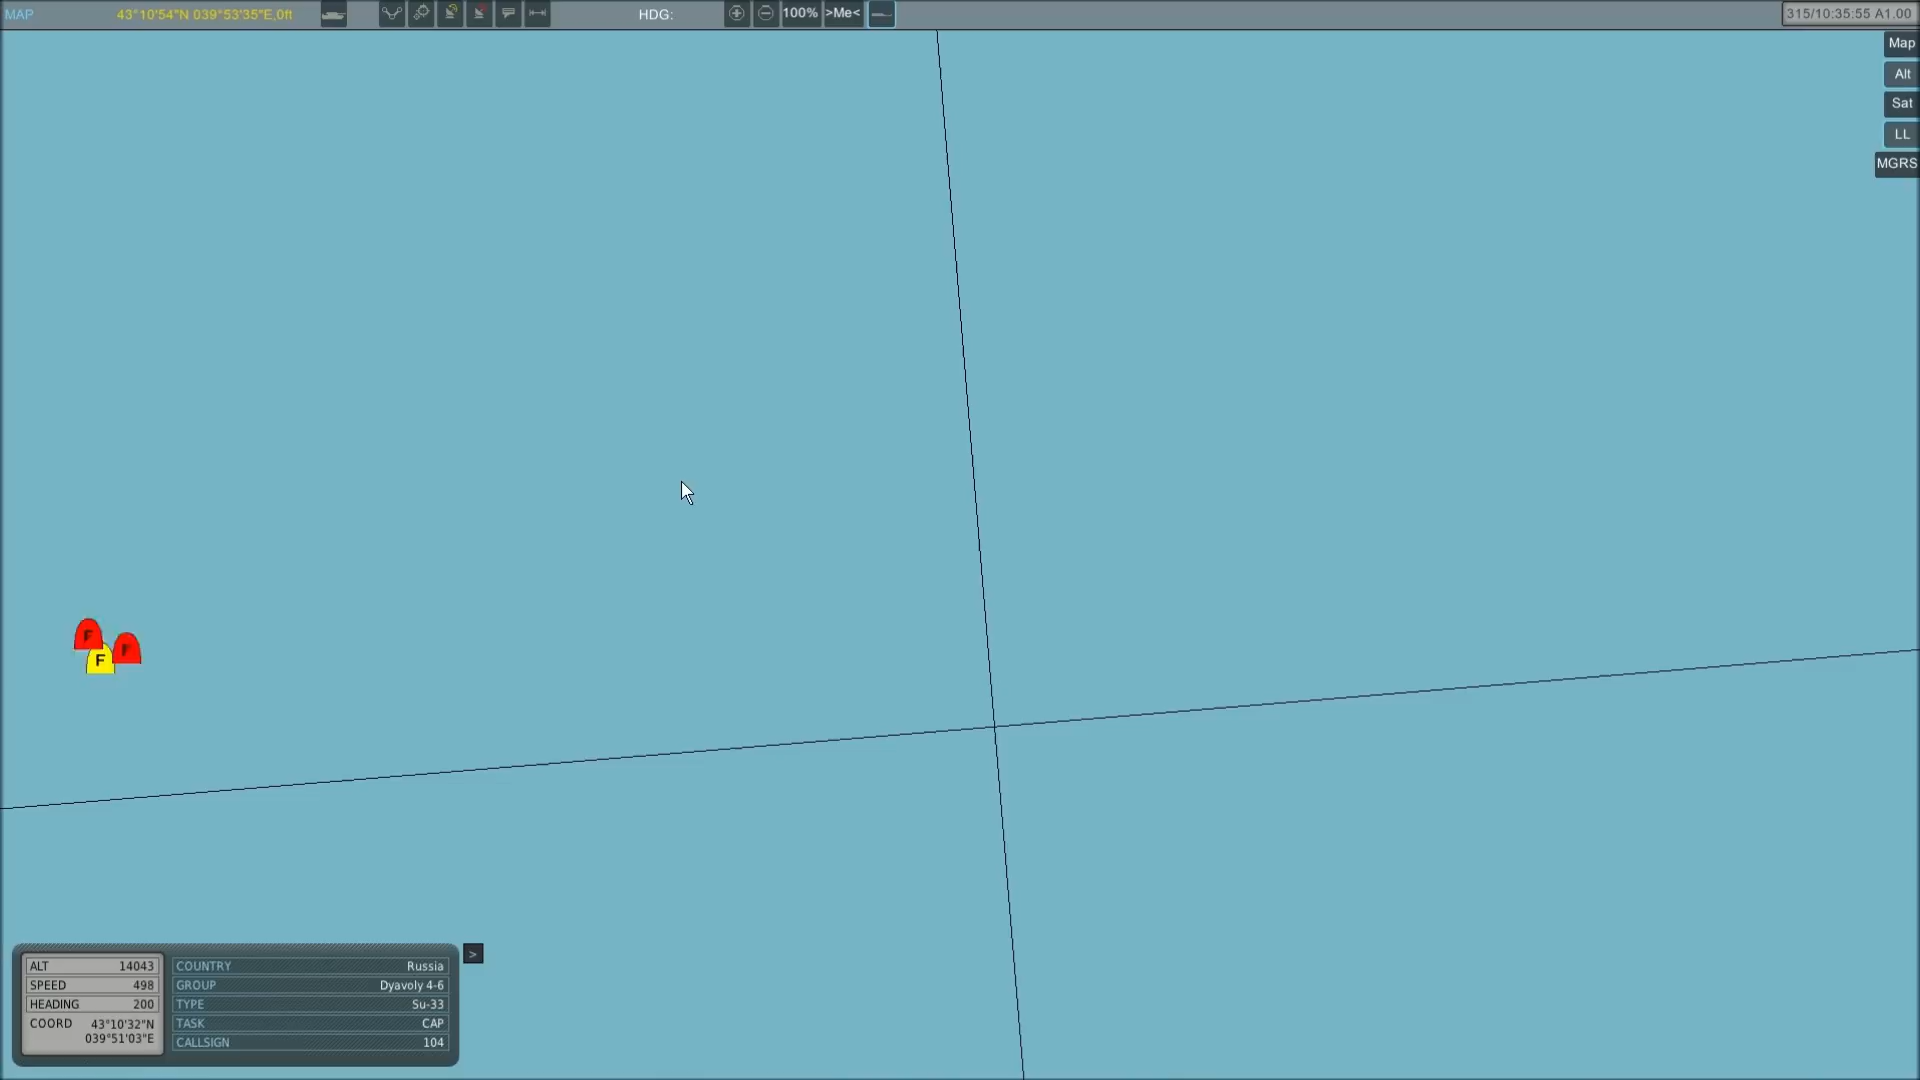 MAP 43°10'54"N 039°53'35"E,0ft HDG: 100% >Me< 315/10:35:55 A1.00
Map
Alt
Sat
LL
MGRS
F
F
F
>
ALT 14043
SPEED 498
HEADING 200
COORD 43°10'32"N
039°51'03"E
COUNTRY Russia
GROUP Dyavoly 4-6
TYPE Su-33
TASK CAP
CALLSIGN 104